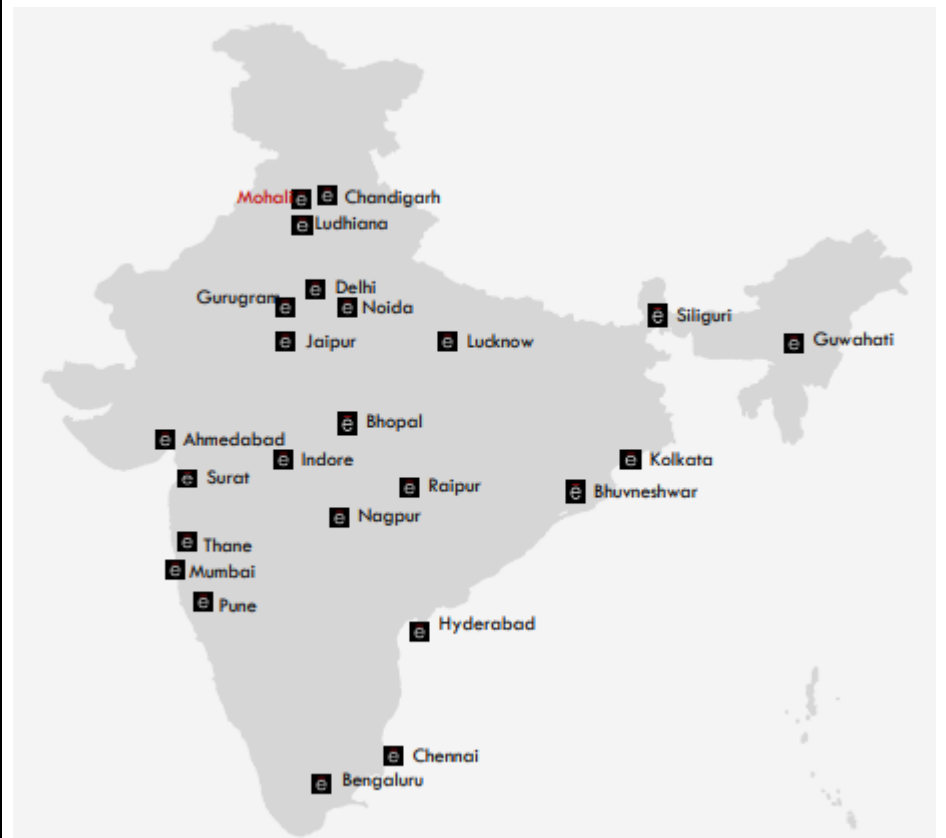 Mohali
e
e
Chandigarh
e
Ludhiana
e
Delhi
Gurugram
e
e
Noida
e
Siliguri
e
Jaipur
e
Lucknow
e
Guwahati
e
Bhopal
e
Ahmedabad
e
Indore
e
Kolkata
e
Surat
e
Raipur
e
Bhuvneshwar
e
Nagpur
e
Thane
e
Mumbai
e
Pune
e
Hyderabad
e
Chennai
e
Bengaluru